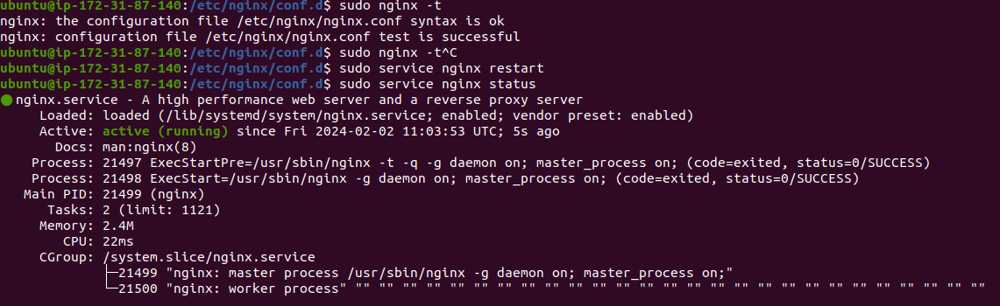 ubuntu@ip-172-31-87-140:/etc/nginx/conf.d$ sudo nginx -t
nginx: the configuration file /etc/nginx/nginx.conf syntax is ok
nginx: configuration file /etc/nginx/nginx.conf test is successful
ubuntu@ip-172-31-87-140:/etc/nginx/conf.d$ sudo nginx -t^C
ubuntu@ip-172-31-87-140:/etc/nginx/conf.d$ sudo service nginx restart
ubuntu@ip-172-31-87-140:/etc/nginx/conf.d$ sudo service nginx status
● nginx.service - A high performance web server and a reverse proxy server
Loaded: loaded (/lib/systemd/system/nginx.service; enabled; vendor preset: enabled)
Active: active (running) since Fri 2024-02-02 11:03:53 UTC; 5s ago
Docs: man:nginx(8)
Process: 21497 ExecStartPre=/usr/sbin/nginx -t -q -g daemon on; master_process on; (code=exited, status=0/SUCCESS)
Process: 21498 ExecStart=/usr/sbin/nginx -g daemon on; master_process on; (code=exited, status=0/SUCCESS)
Main PID: 21499 (nginx)
Tasks: 2 (limit: 1121)
Memory: 2.4M
CPU: 22ms
CGroup: /system.slice/nginx.service
├─21499 "nginx: master process /usr/sbin/nginx -g daemon on; master_process on;"
└─21500 "nginx: worker process" "" "" "" "" "" "" "" "" "" "" "" "" "" "" "" "" "" "" "" "" "" "" "" "" "" "" ""